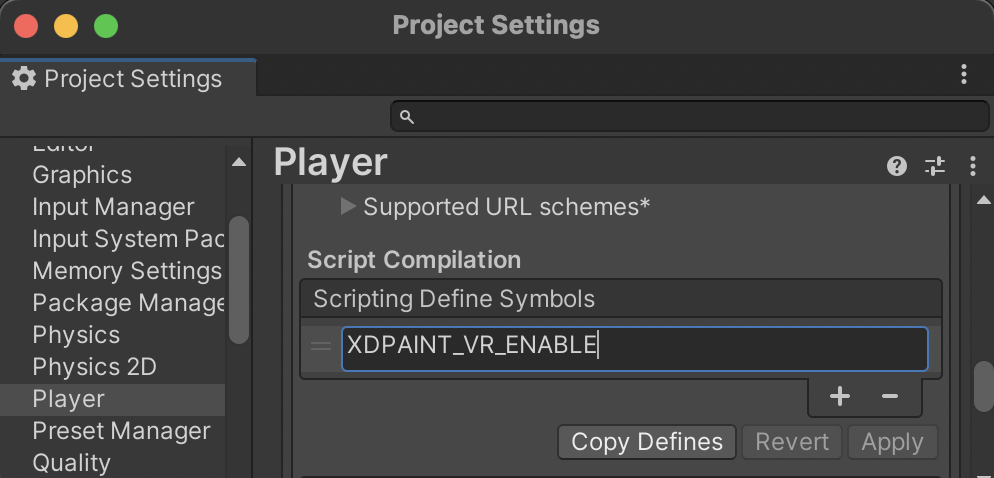 Project Settings
Project Settings
Editor
Graphics
Input Manager
Input System Pac
Memory Settings
Package Manage
Physics
Physics 2D
Player
Preset Manager
Quality
Player
Supported URL schemes*
Script Compilation
Scripting Define Symbols
XDPAINT_VR_ENABLE
Copy Defines Revert Apply